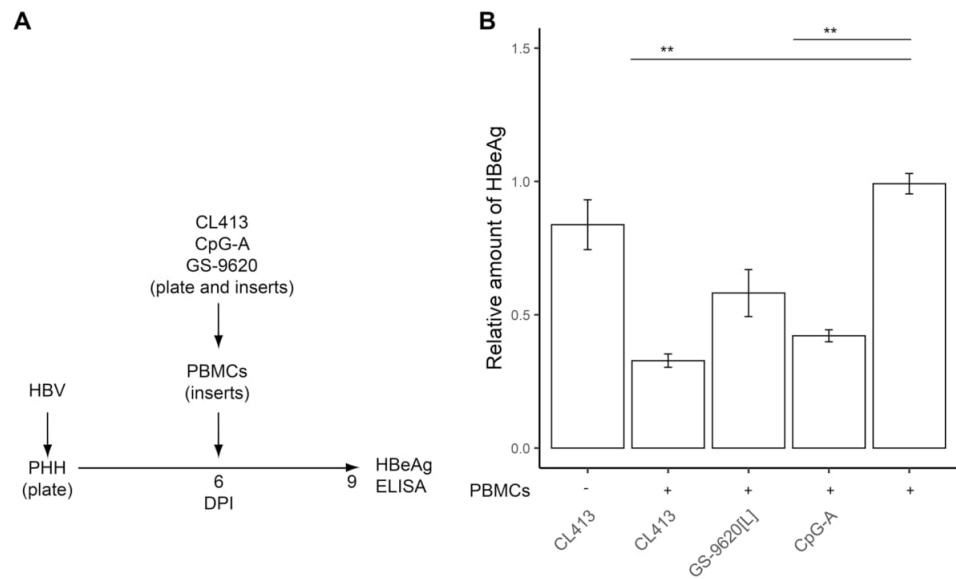 A
CL413
CpG-A
GS-9620
(plate and inserts)
PBMCs
(inserts)
HBV
PHH
(plate)
6
DPI
9
HBeAg
ELISA
B
Relative amount of HBeAg
1.5
1.0
0.5
0.0
**
**
PBMCs - + + + +
CL413 CL413 GS-9620[L] CpG-A